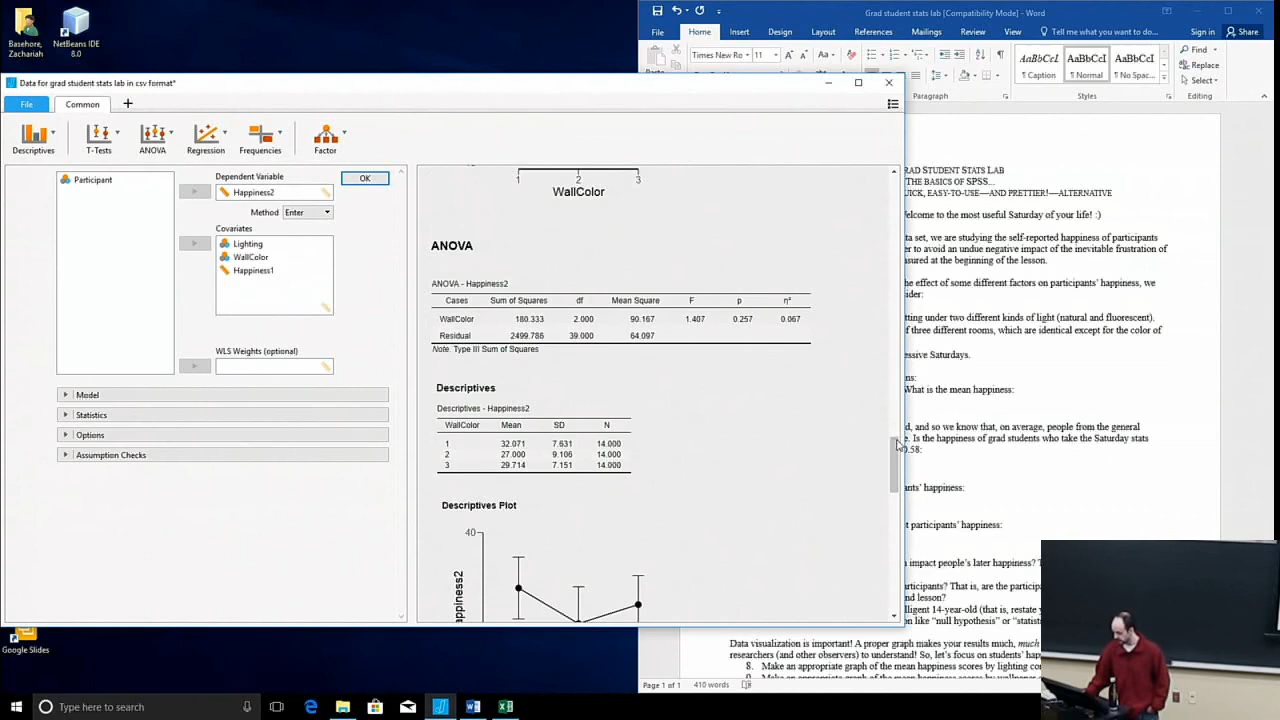 Basehore, Zachariah
NetBeans IDE 8.0
Google Slides
Grad student stats lab [Compatibility Mode] - Word
File Home Insert Draw Design Layout References Mailings Review View Tell me what you want to do... Sign in Share
Times New Ro 11
AaBbCcI AaBbCcI AaBbCcI
¶ Caption ¶ Normal ¶ No Spac...
Find
Replace
Select
Paragraph Styles Editing
Data for grad student stats lab in csv format*
File Common +
Descriptives T-Tests ANOVA Regression Frequencies Factor
Participant
Dependent Variable
Happiness2
OK
Method Enter
Covariates
Lighting
WallColor
Happiness1
WLS Weights (optional)
Model
Statistics
Options
Assumption Checks
1 2 3
WallColor
ANOVA
ANOVA - Happiness2
Cases Sum of Squares df Mean Square F p η²
WallColor 180.333 2.000 90.167 1.407 0.257 0.067
Residual 2499.786 39.000 64.097
Note. Type III Sum of Squares
Descriptives
Descriptives - Happiness2
WallColor Mean SD N
1 32.071 7.631 14.000
2 27.000 9.106 14.000
3 29.714 7.151 14.000
Descriptives Plot
40
appiness2
RAD STUDENT STATS LAB
THE BASICS OF SPSS...
UICK, EASY-TO-USE—AND PRETTIER!—ALTERNATIVE
elcome to the most useful Saturday of your life! :)
ta set, we are studying the self-reported happiness of participants
er to avoid an undue negative impact of the inevitable frustration of
asured at the beginning of the lesson.
the effect of some different factors on participants' happiness, we
sider:
tting under two different kinds of light (natural and fluorescent).
f three different rooms, which are identical except for the color of
essive Saturdays.
ns:
What is the mean happiness:
d, and so we know that, on average, people from the general
e. Is the happiness of grad students who take the Saturday stats
0.58:
ants' happiness:
t participants' happiness:
impact people's later happiness? T
articipants? That is, are the particip
nd lesson?
elligent 14-year-old (that is, restate
on like "null hypothesis" or "statisti
Data visualization is important! A proper graph makes your results much, much
researchers (and other observers) to understand! So, let's focus on students' hap
8. Make an appropriate graph of the mean happiness scores by lighting con
Page 1 of 1 410 words
Type here to search